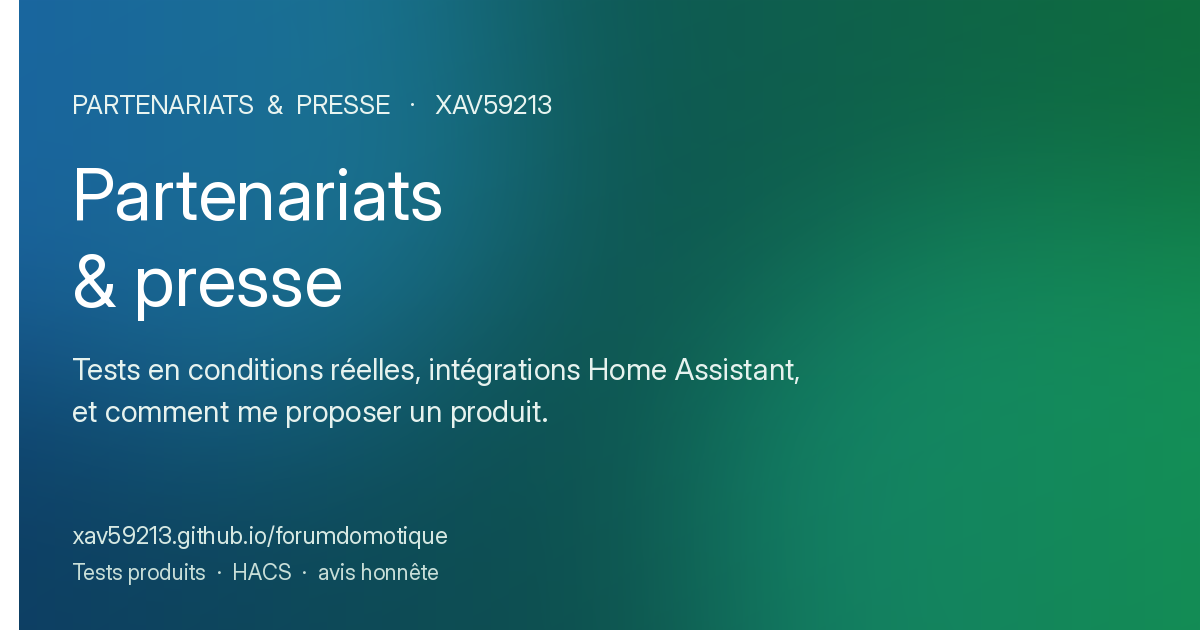 PARTENARIATS & PRESSE · XAV59213
Partenariats
& presse
Tests en conditions réelles, intégrations Home Assistant,
et comment me proposer un produit.
xav59213.github.io/forumdomotique
Tests produits · HACS · avis honnête